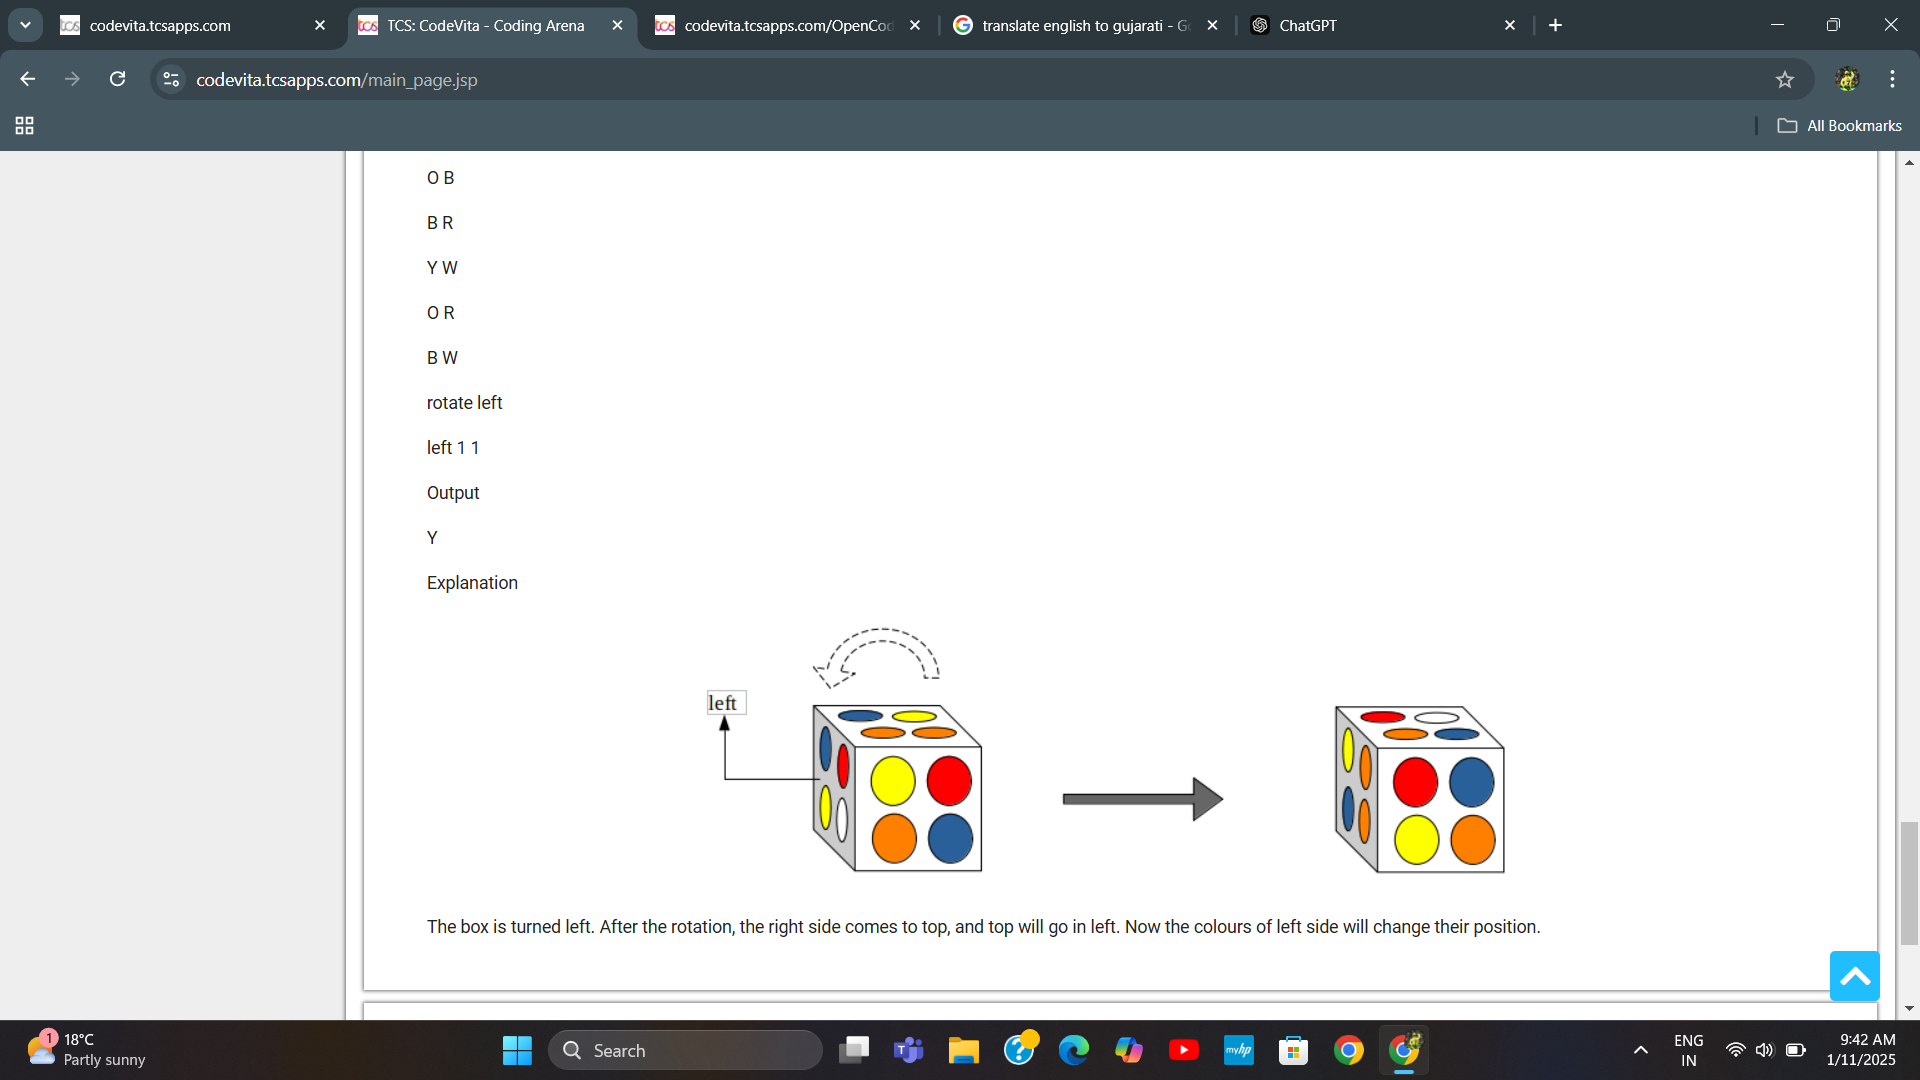 codevita.tcsapps.com
TCS: CodeVita - Coding Arena
codevita.tcsapps.com/OpenCod
translate english to gujarati - G
ChatGPT
codevita.tcsapps.com/main_page.jsp
All Bookmarks
O B
B R
Y W
O R
B W
rotate left
left 1 1
Output
Y
Explanation
left
The box is turned left. After the rotation, the right side comes to top, and top will go in left. Now the colours of left side will change their position.
1
18°C
Partly sunny
Search
myhp
ENG
IN
9:42 AM
1/11/2025